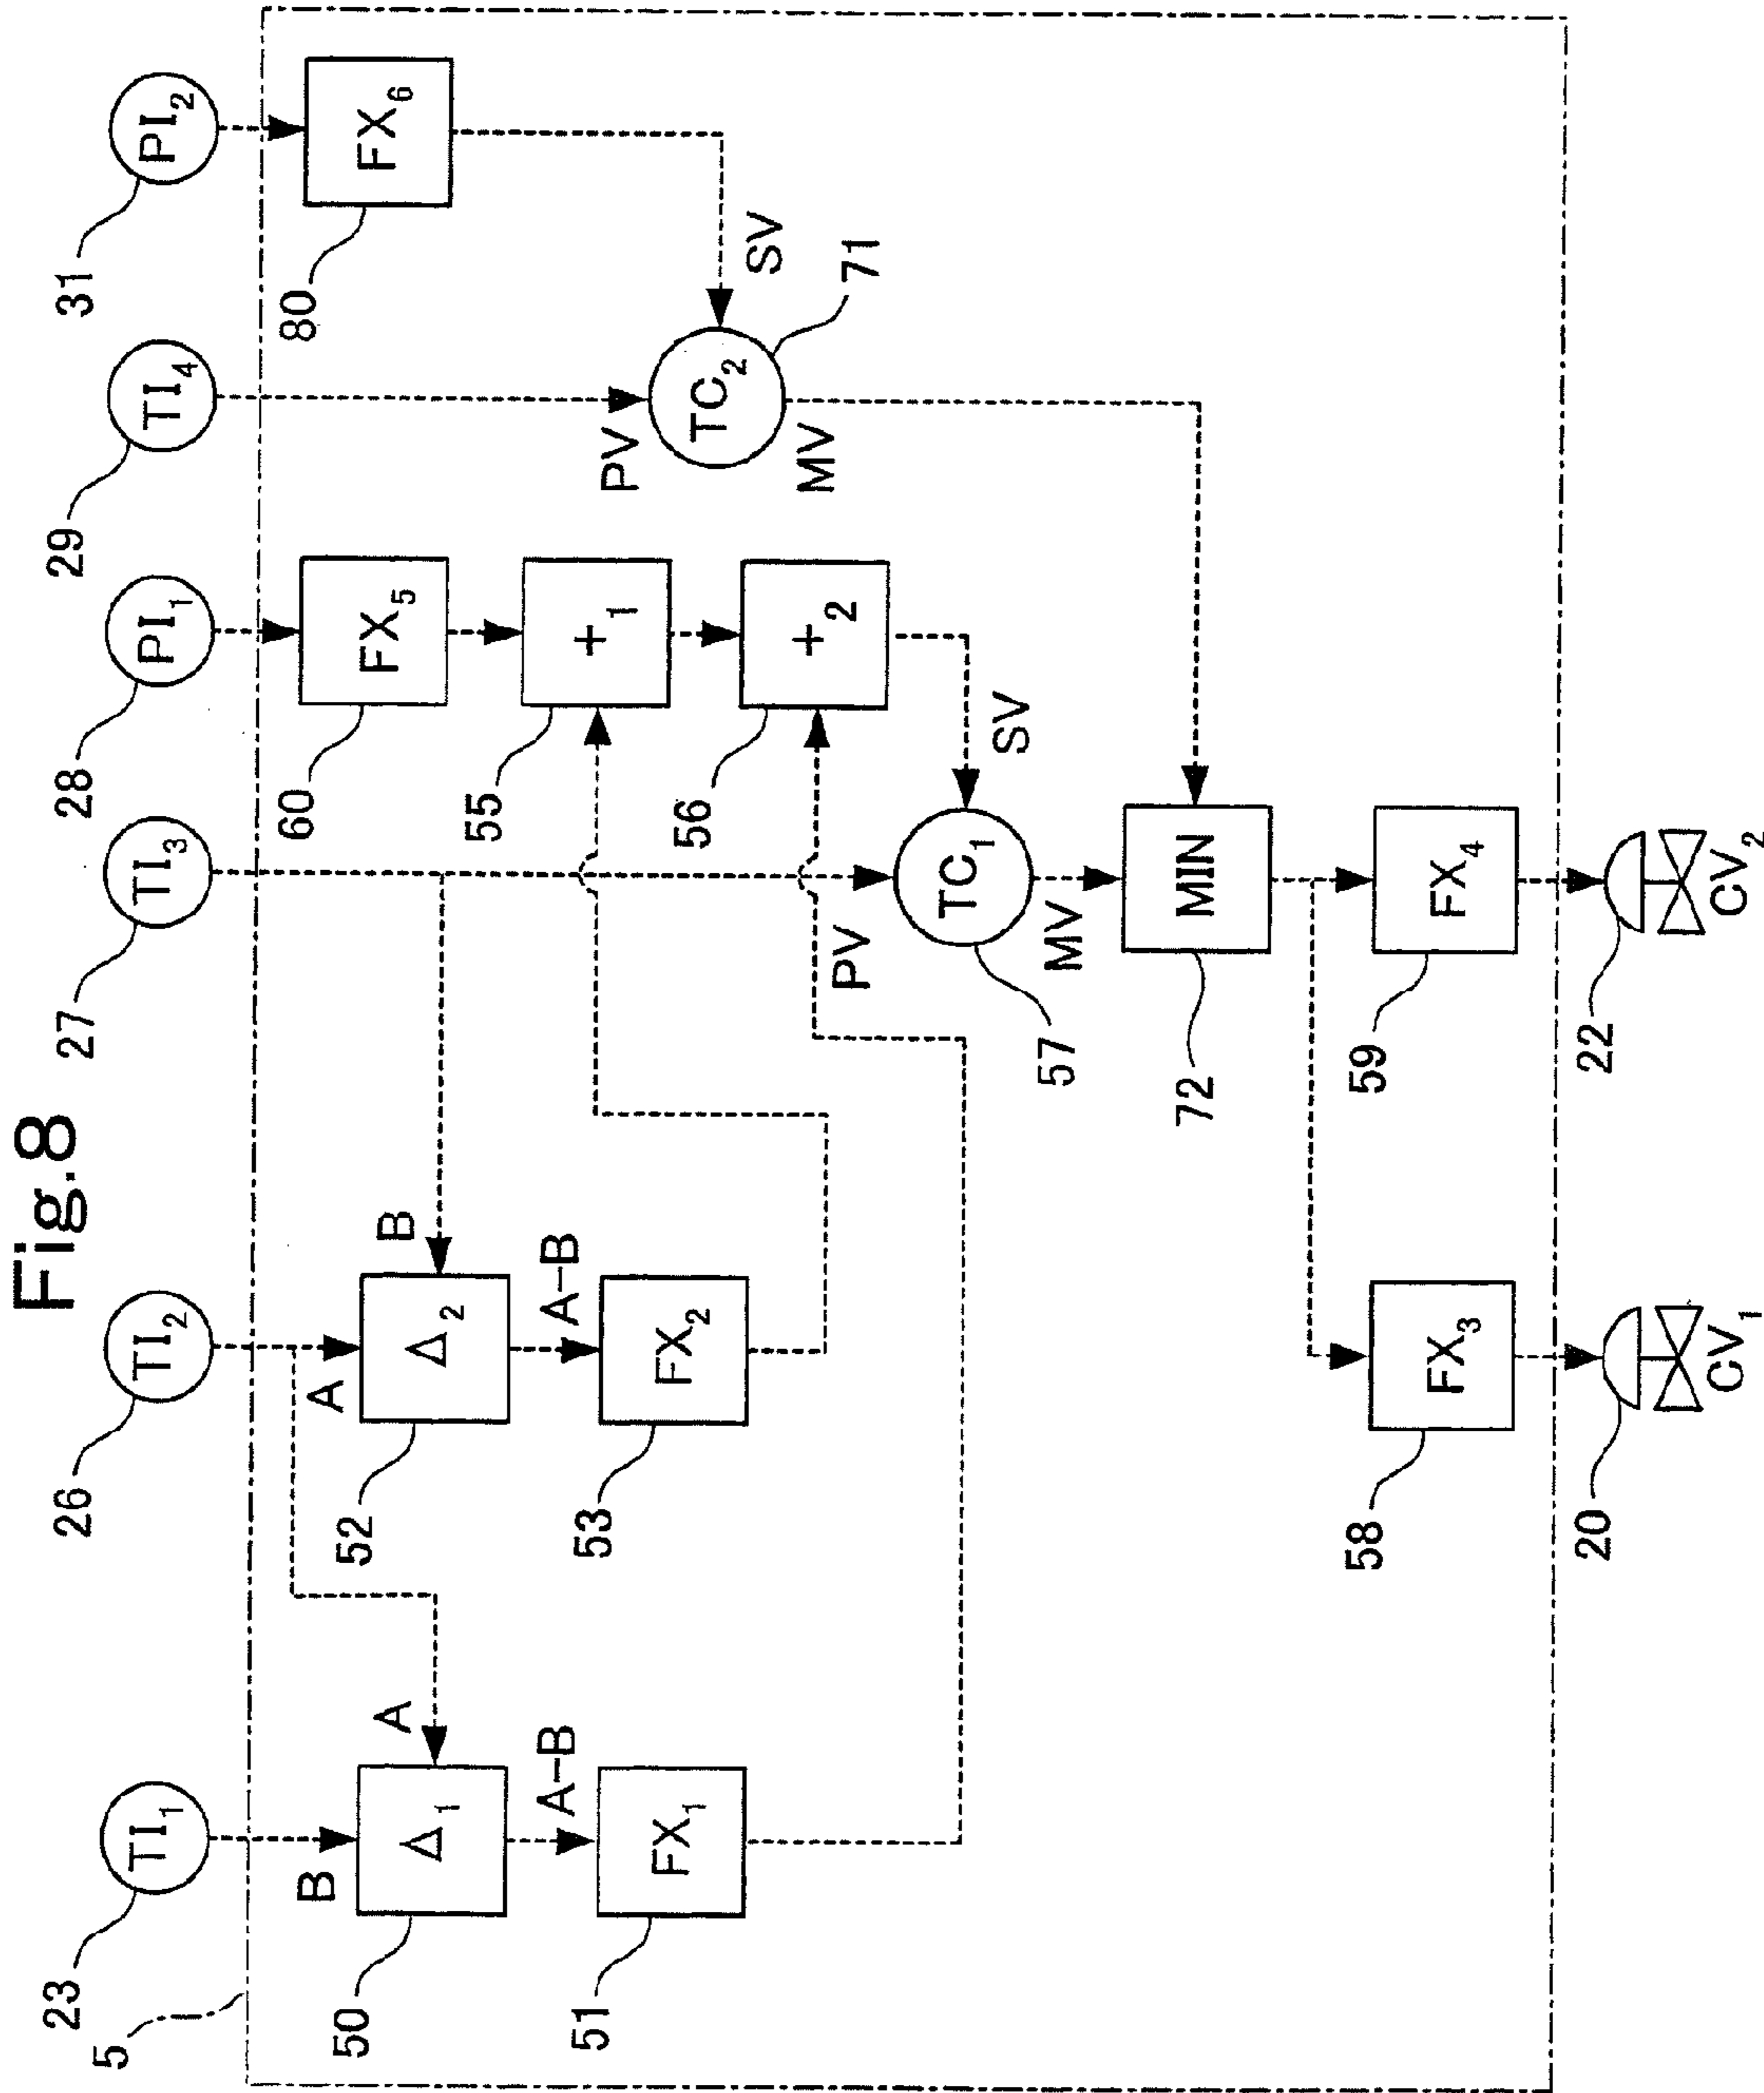 Fig.8
23
TI1
26
TI2
27
TI3
28
PI1
29
TI4
31
PI2
5
B
A
A
B
50
Δ1
52
Δ2
60
FX5
80
FX6
A-B
A-B
51
FX1
53
FX2
55
+1
56
+2
PV
TC2
SV
71
MV
PV
TC1
SV
57
MV
72
MIN
58
FX3
59
FX4
20
CV1
22
CV2